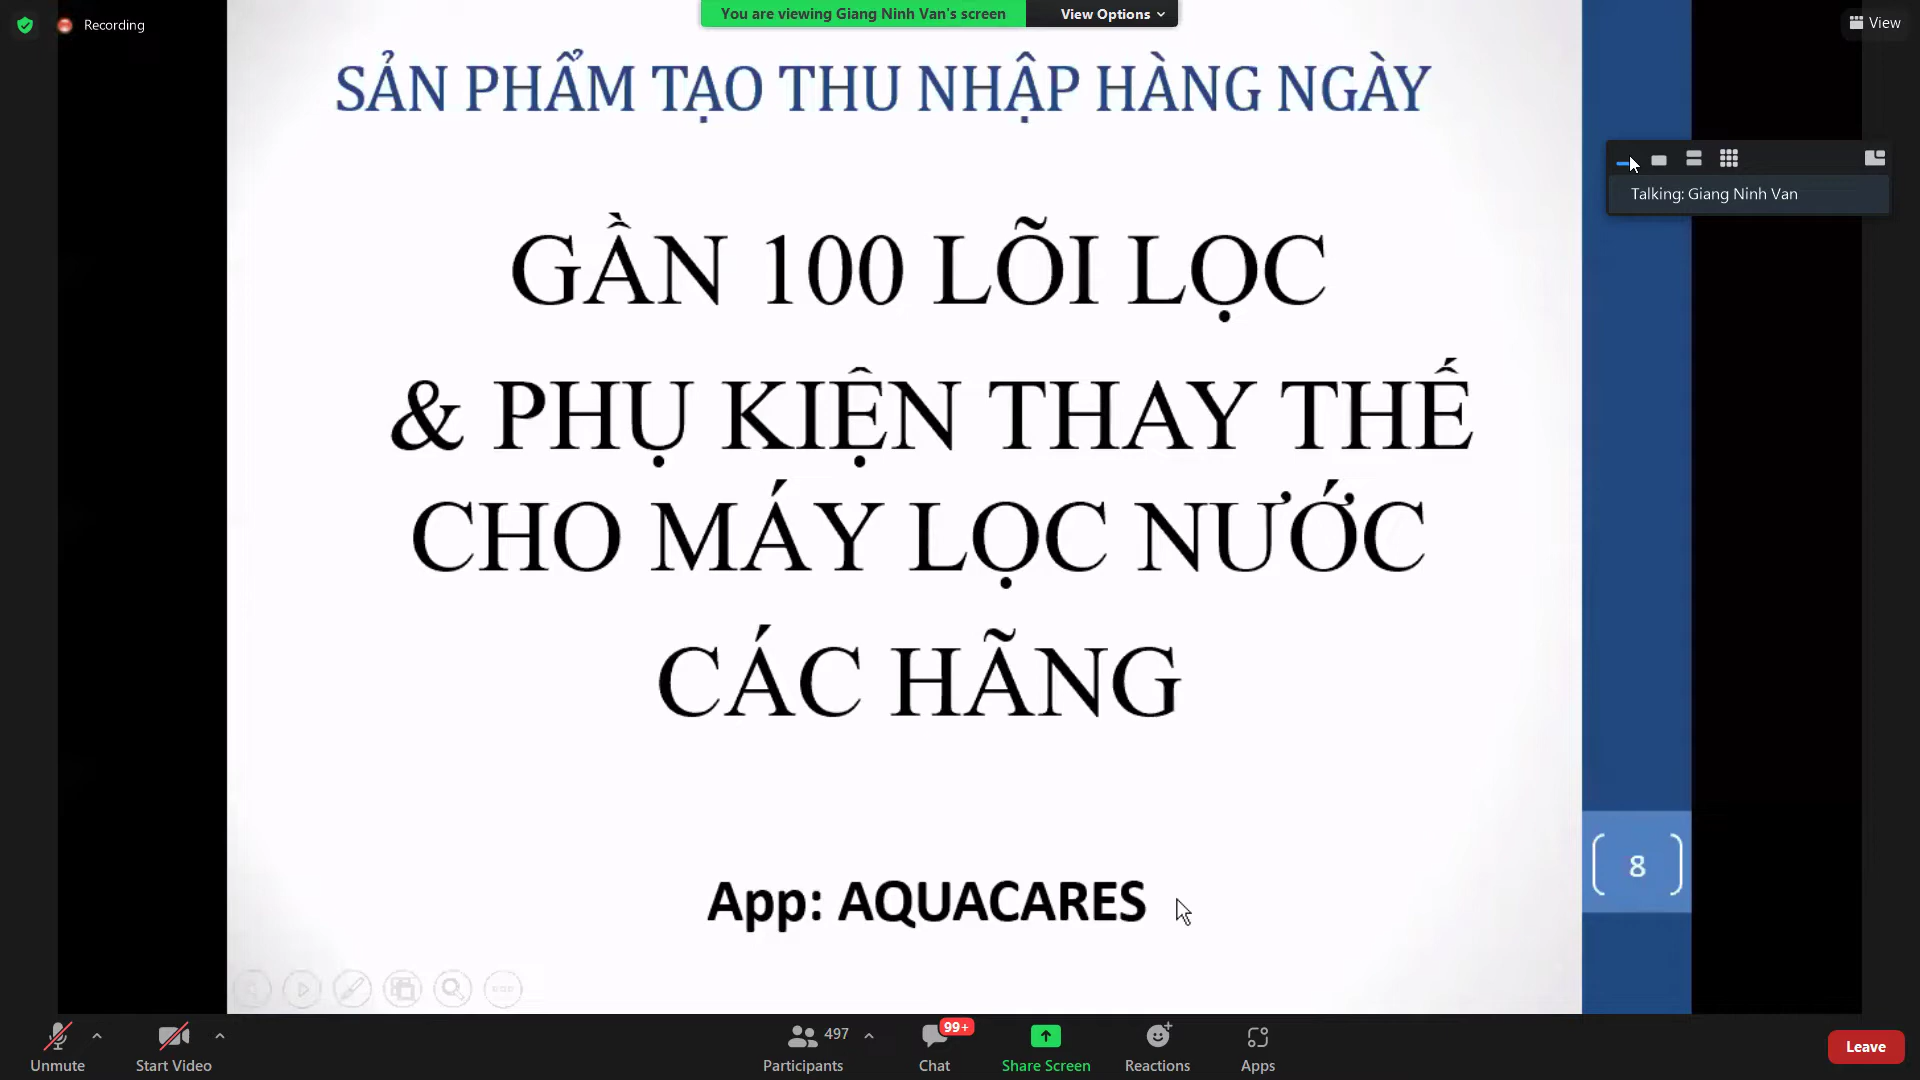 Recording
You are viewing Giang Ninh Van's screen
View Options
View
SẢN PHẨM TẠO THU NHẬP HÀNG NGÀY
Talking: Giang Ninh Van
GẦN 100 LÕI LỌC
& PHỤ KIỆN THAY THẾ
CHO MÁY LỌC NƯỚC
CÁC HÃNG
8
App: AQUACARES
Unmute
Start Video
497
Participants
99+
Chat
Share Screen
Reactions
Apps
Leave